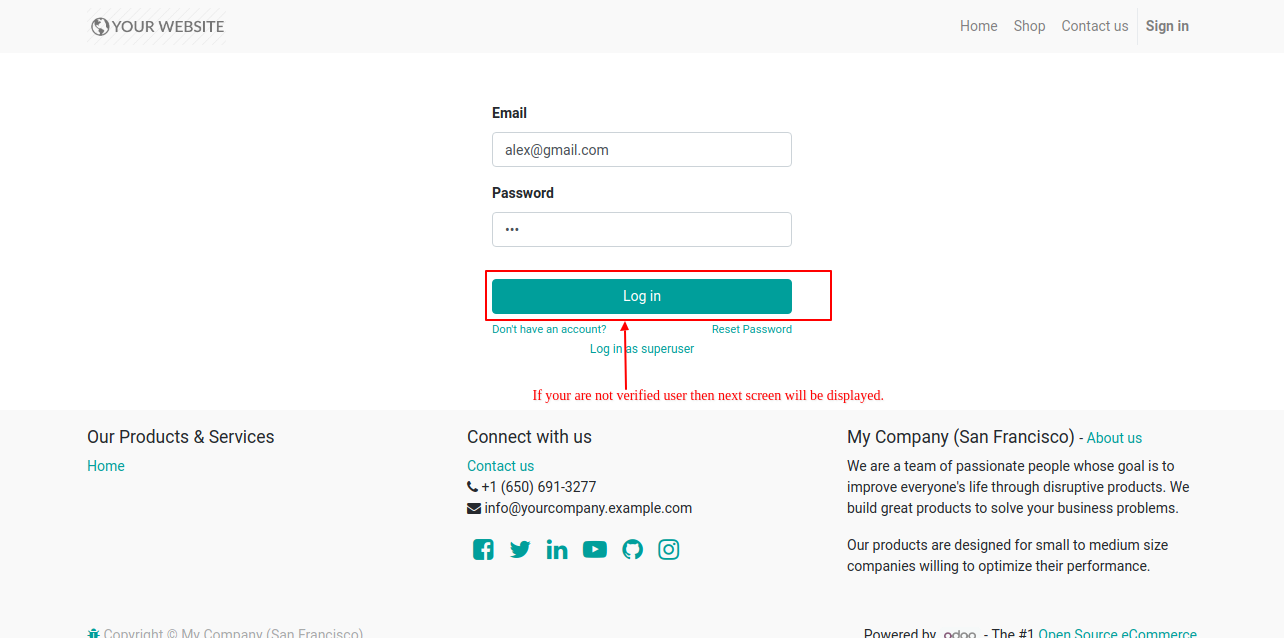 YOUR WEBSITE
Home Shop Contact us Sign in
Email
alex@gmail.com
Password
•••
Log in
Don't have an account? Reset Password
Log in as superuser
If your are not verified user then next screen will be displayed.
Our Products & Services
Home
Connect with us
Contact us
+1 (650) 691-3277
info@yourcompany.example.com
My Company (San Francisco) - About us
We are a team of passionate people whose goal is to
improve everyone's life through disruptive products. We
build great products to solve your business problems.
Our products are designed for small to medium size
companies willing to optimize their performance.
Copyright © My Company (San Francisco)
Powered by odoo - The #1 Open Source eCommerce